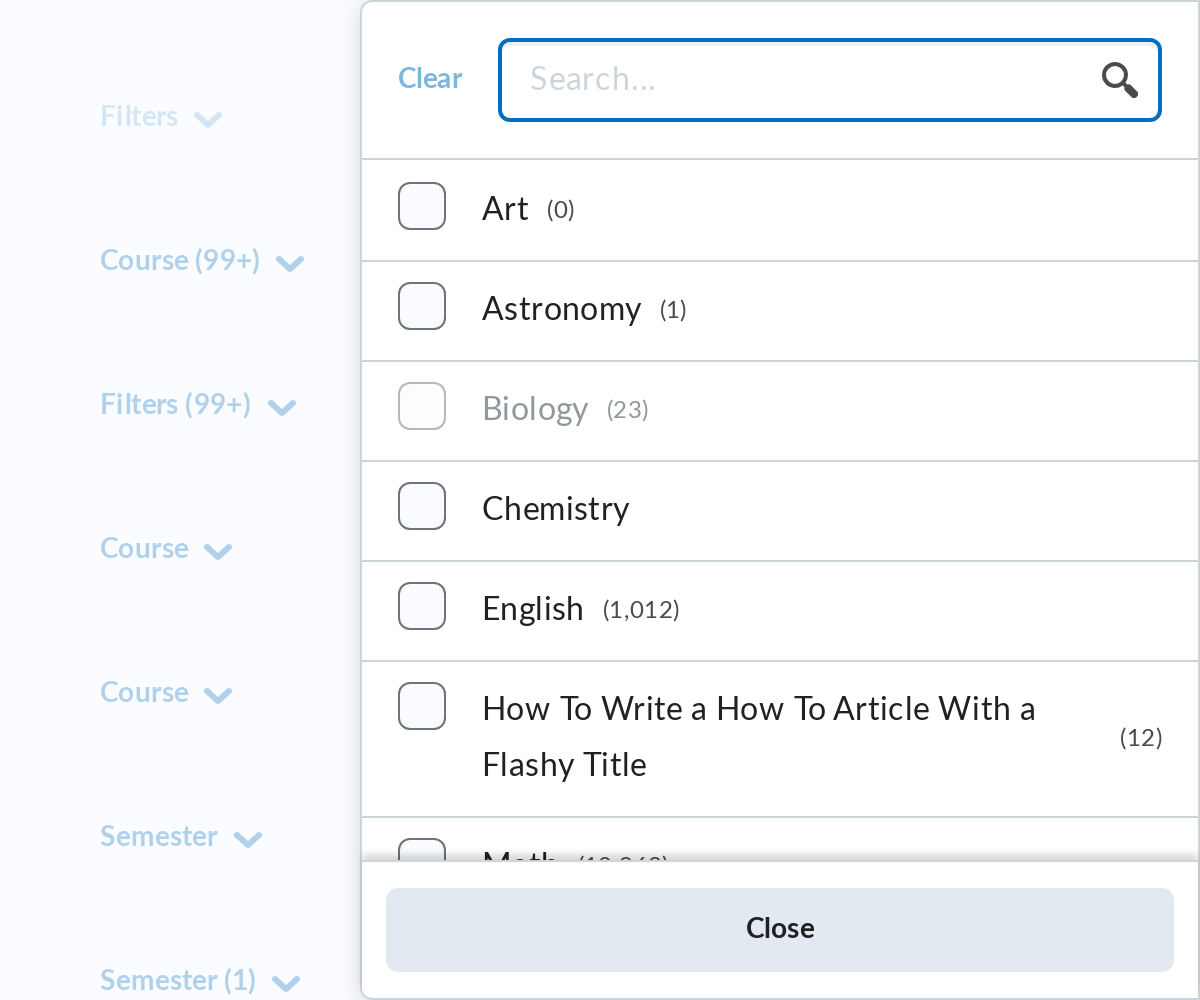 Filters
Course (99+)
Filters (99+)
Course
Course
Semester
Semester (1)
Clear
Search...
Art (0)
Astronomy (1)
Biology (23)
Chemistry
English (1,012)
How To Write a How To Article With a
Flashy Title
(12)
Math
Close